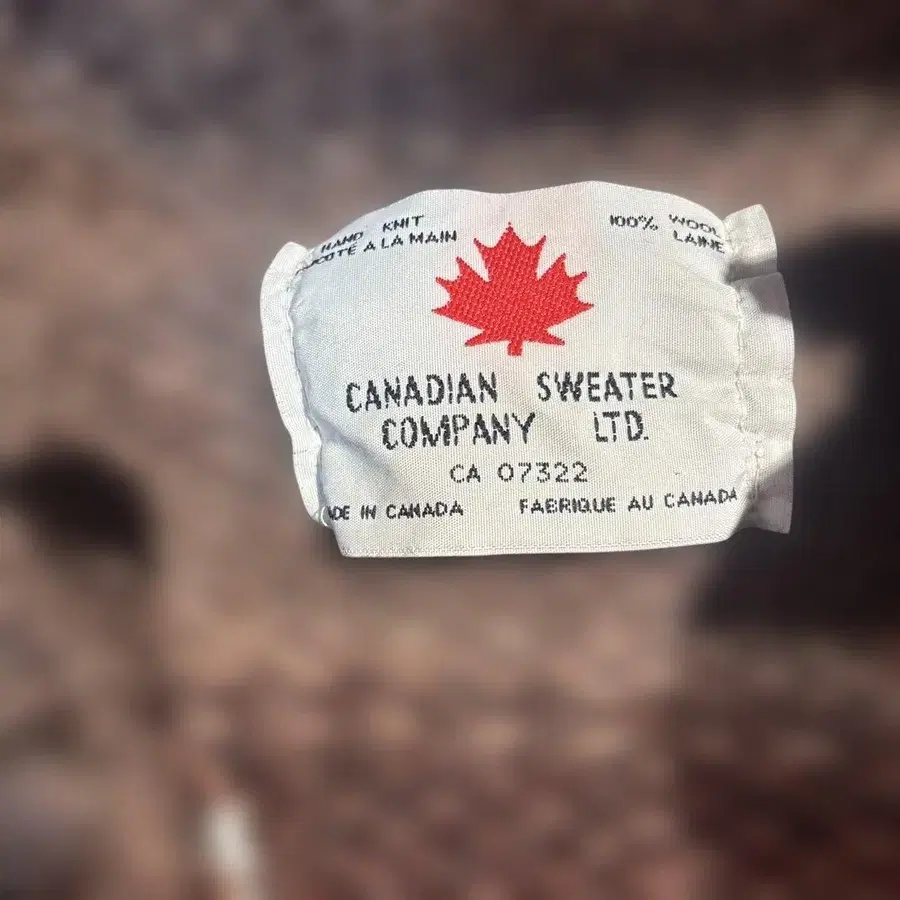 HAND KNIT
A LA MAIN
100% WOOL
LAINE
CANADIAN SWEATER
COMPANY LTD.
CA 07322
IN CANADA FABRIQUE AU CANADA